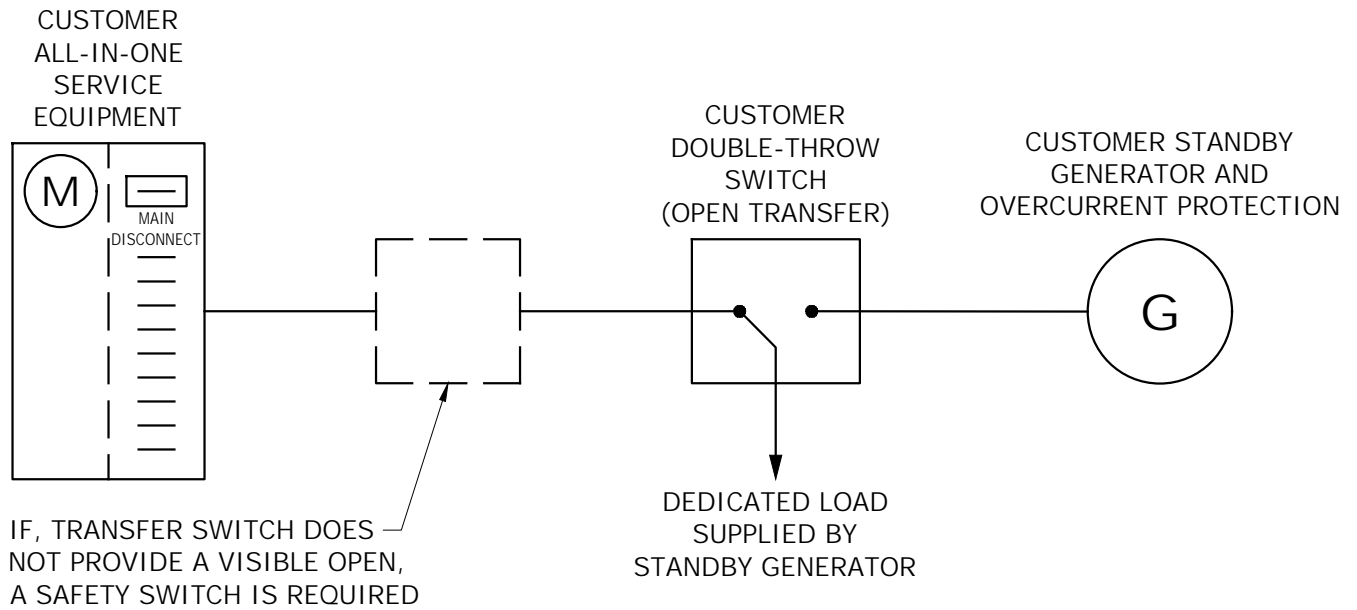 CUSTOMER
ALL-IN-ONE
SERVICE
EQUIPMENT
M
MAIN
DISCONNECT
CUSTOMER
DOUBLE-THROW
SWITCH
(OPEN TRANSFER)
CUSTOMER STANDBY
GENERATOR AND
OVERCURRENT PROTECTION
G
IF, TRANSFER SWITCH DOES
NOT PROVIDE A VISIBLE OPEN,
A SAFETY SWITCH IS REQUIRED
DEDICATED LOAD
SUPPLIED BY
STANDBY GENERATOR